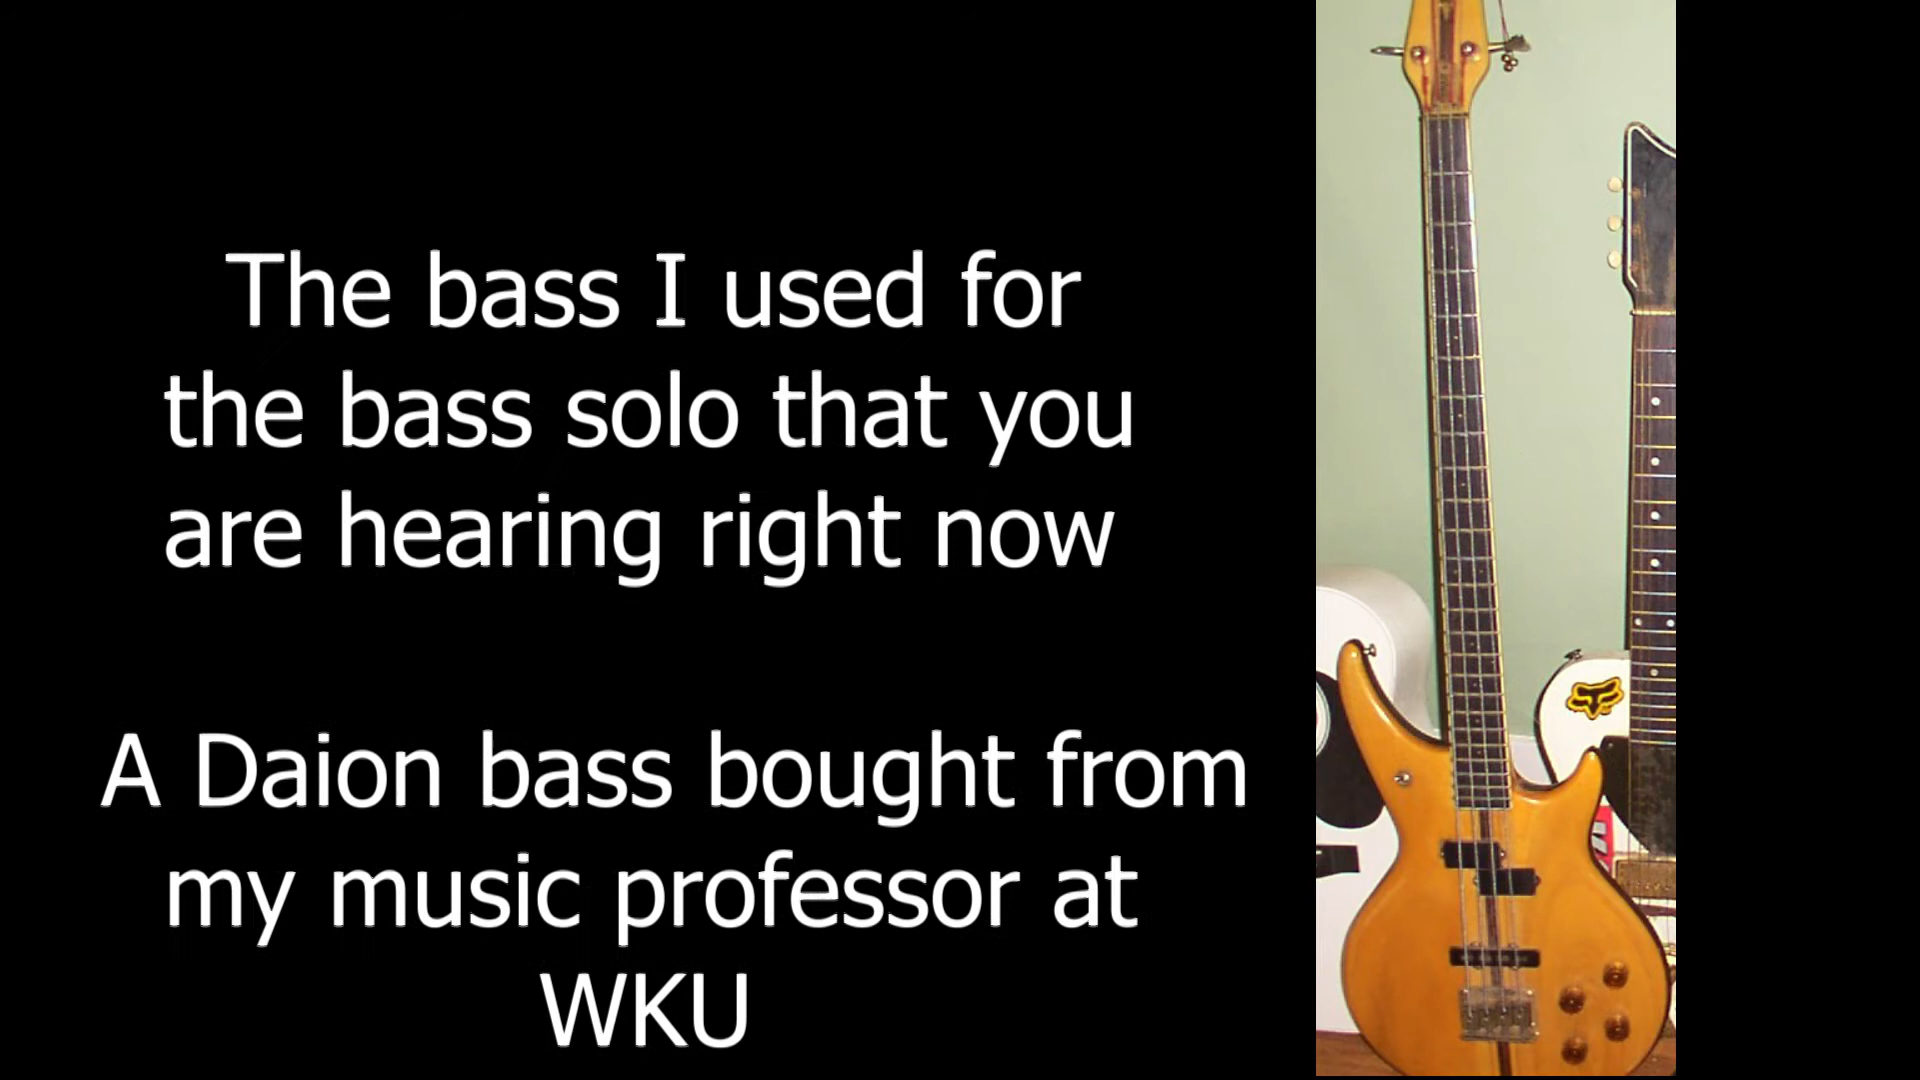 The bass I used for
the bass solo that you
are hearing right now
A Daion bass bought from
my music professor at
WKU